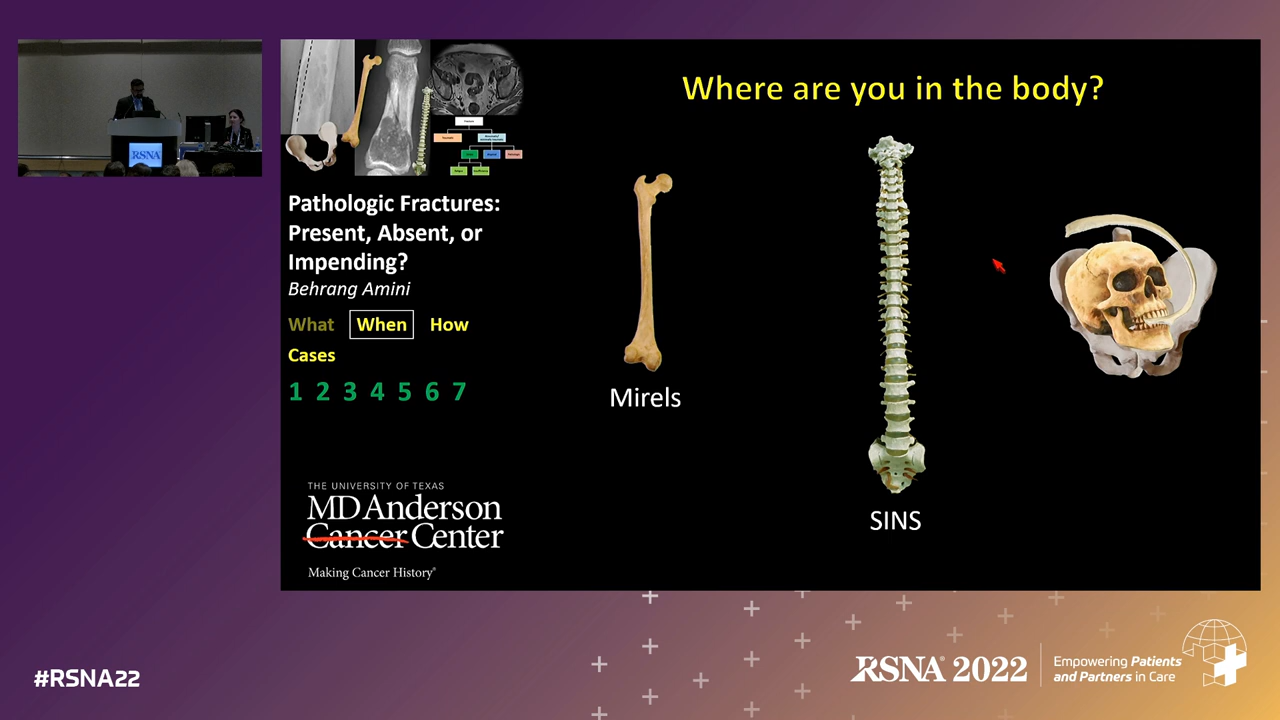 RSNA
Where are you in the body?
Pathologic Fractures:
Present, Absent, or
Impending?
Behrang Amini
What When How
Cases
1 2 3 4 5 6 7
Mirels
SINS
THE UNIVERSITY OF TEXAS
MD Anderson
Cancer Center
Making Cancer History®
#RSNA22
RSNA® 2022
Empowering Patients
and Partners in Care